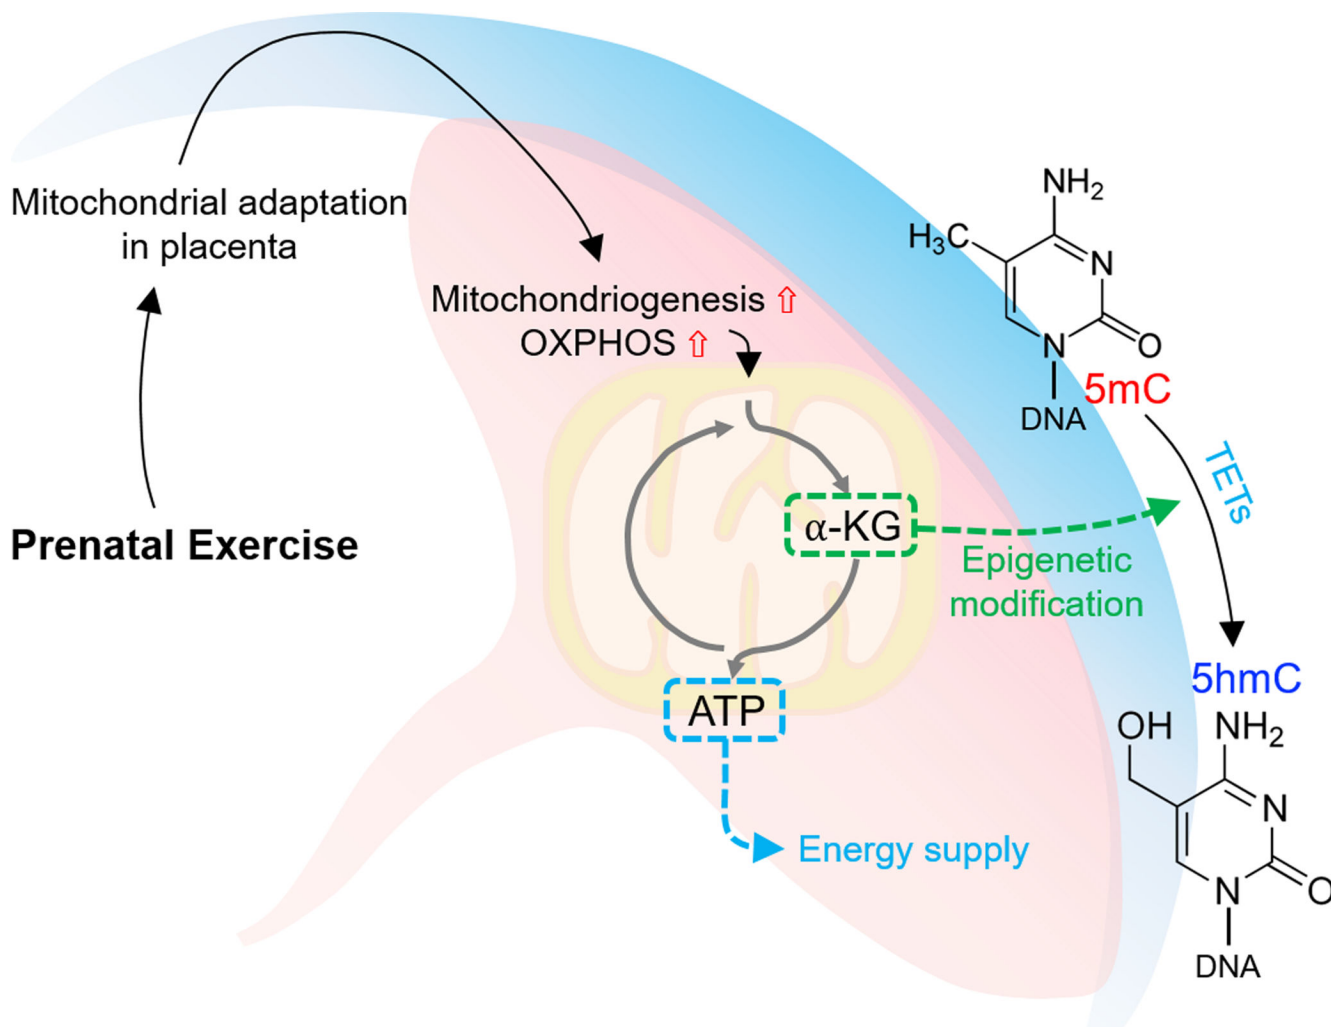 Mitochondrial adaptation
in placenta
Prenatal Exercise
Mitochondriogenesis ⇧
OXPHOS ⇧
α-KG
Epigenetic
modification
ATP
Energy supply
NH₂
H₃C
N
O
N
DNA
5mC
TETs
5hmC
OH
NH₂
N
O
N
DNA